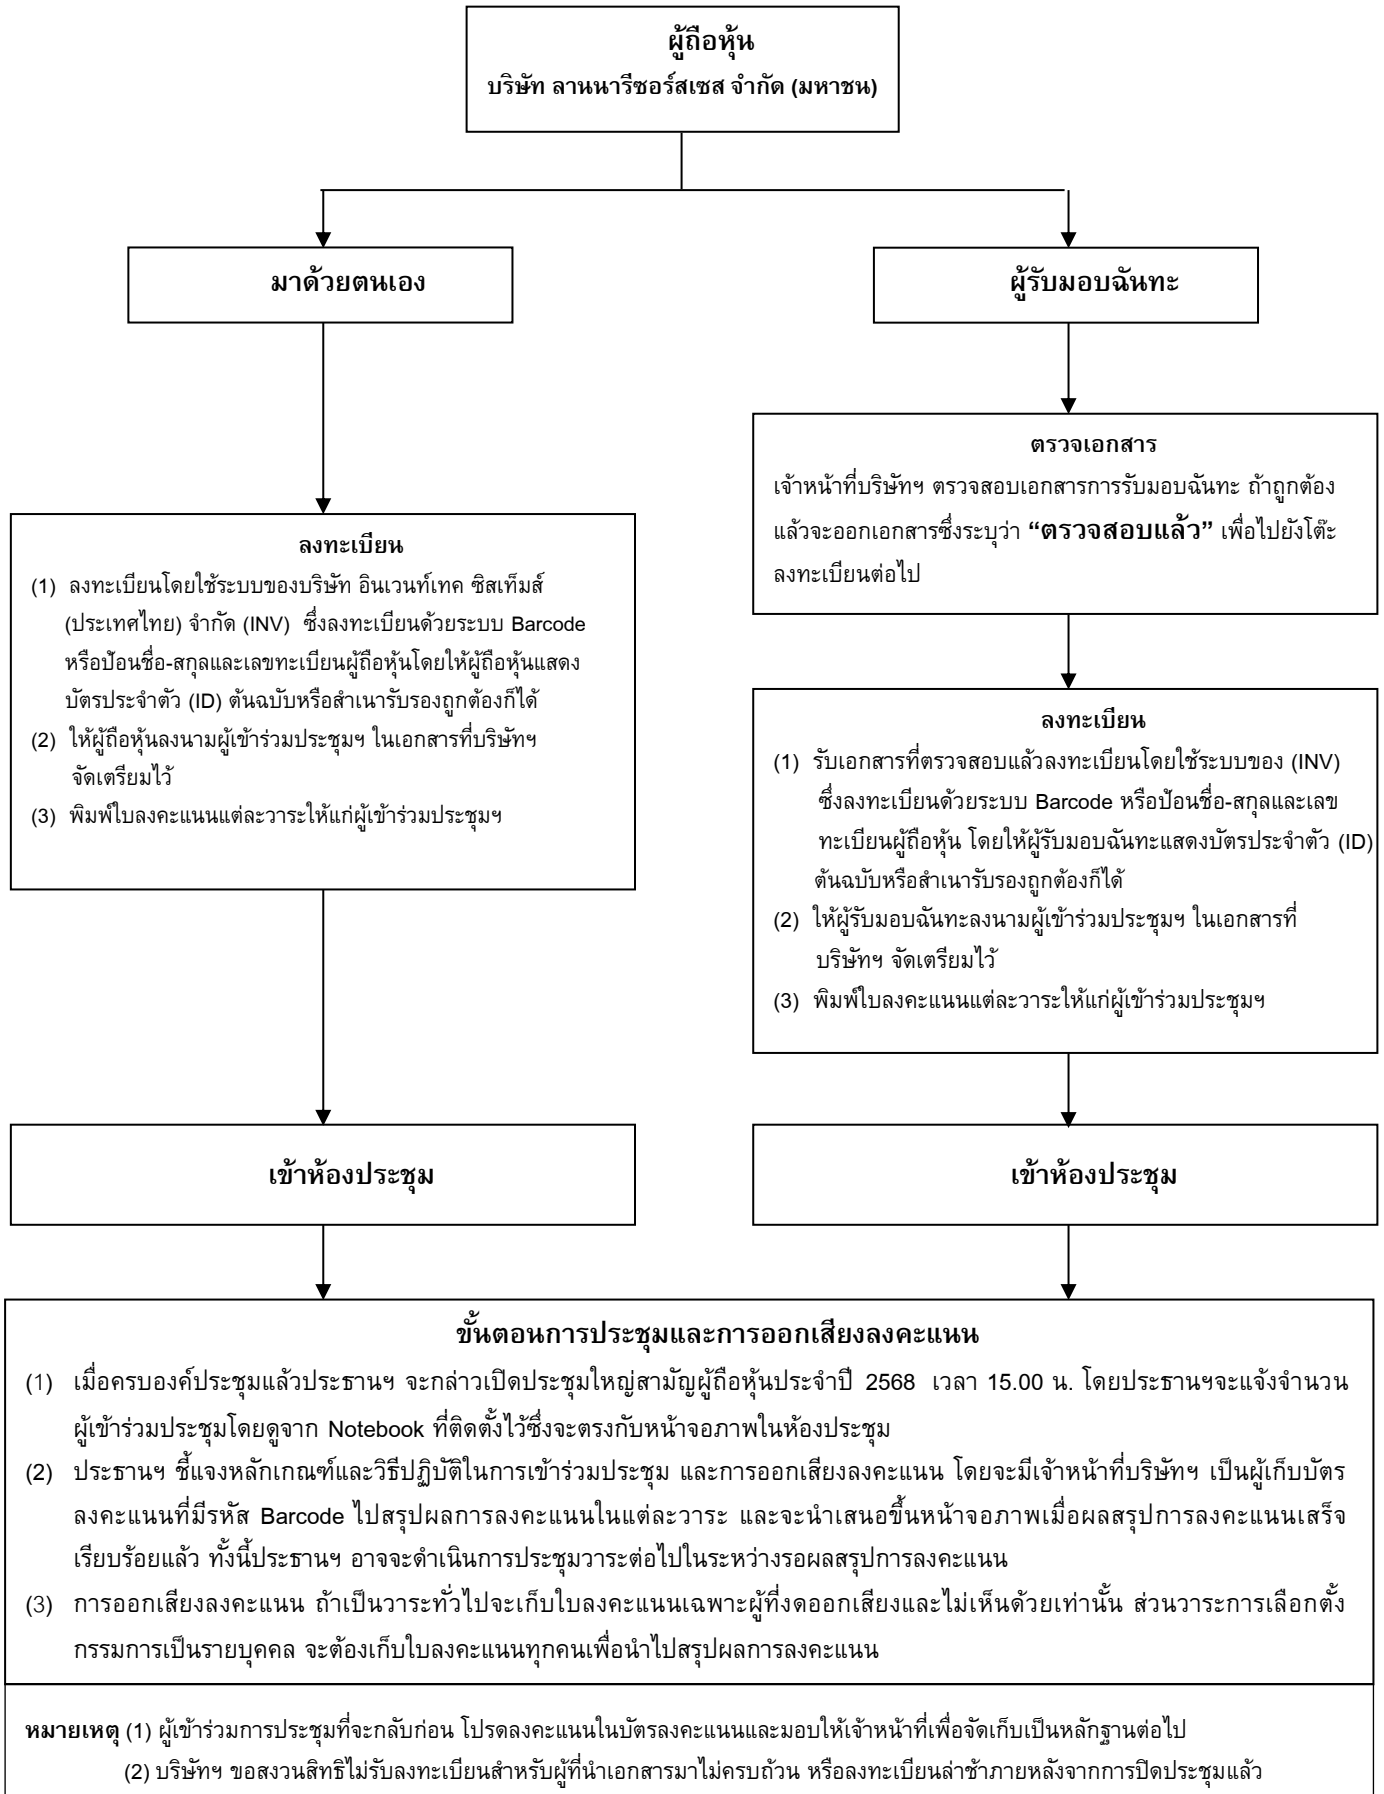 ผู้ถือหุ้น
บริษัท ลานนารีซอร์สเซส จำกัด (มหาชน)
มาด้วยตนเอง
ผู้รับมอบฉันทะ
ตรวจเอกสาร
เจ้าหน้าที่บริษัทฯ ตรวจสอบเอกสารการรับมอบฉันทะ ถ้าถูกต้อง
แล้วจะออกเอกสารซึ่งระบุว่า “ตรวจสอบแล้ว” เพื่อไปยังโต๊ะ
ลงทะเบียนต่อไป
ลงทะเบียน
(1) ลงทะเบียนโดยใช้ระบบของบริษัท อินเวนท์เทค ซิสเท็มส์
(ประเทศไทย) จำกัด (INV) ซึ่งลงทะเบียนด้วยระบบ Barcode
หรือป้อนชื่อ-สกุลและเลขทะเบียนผู้ถือหุ้นโดยให้ผู้ถือหุ้นแสดง
บัตรประจำตัว (ID) ต้นฉบับหรือสำเนารับรองถูกต้องก็ได้
(2) ให้ผู้ถือหุ้นลงนามผู้เข้าร่วมประชุมฯ ในเอกสารที่บริษัทฯ
จัดเตรียมไว้
(3) พิมพ์ใบลงคะแนนแต่ละวาระให้แก่ผู้เข้าร่วมประชุมฯ
ลงทะเบียน
(1) รับเอกสารที่ตรวจสอบแล้วลงทะเบียนโดยใช้ระบบของ (INV)
ซึ่งลงทะเบียนด้วยระบบ Barcode หรือป้อนชื่อ-สกุลและเลข
ทะเบียนผู้ถือหุ้น โดยให้ผู้รับมอบฉันทะแสดงบัตรประจำตัว (ID)
ต้นฉบับหรือสำเนารับรองถูกต้องก็ได้
(2) ให้ผู้รับมอบฉันทะลงนามผู้เข้าร่วมประชุมฯ ในเอกสารที่
บริษัทฯ จัดเตรียมไว้
(3) พิมพ์ใบลงคะแนนแต่ละวาระให้แก่ผู้เข้าร่วมประชุมฯ
เข้าห้องประชุม
เข้าห้องประชุม
ขั้นตอนการประชุมและการออกเสียงลงคะแนน
(1) เมื่อครบองค์ประชุมแล้วประธานฯ จะกล่าวเปิดประชุมใหญ่สามัญผู้ถือหุ้นประจำปี 2568 เวลา 15.00 น. โดยประธานฯจะแจ้งจำนวน
ผู้เข้าร่วมประชุมโดยดูจาก Notebook ที่ติดตั้งไว้ซึ่งจะตรงกับหน้าจอภาพในห้องประชุม
(2) ประธานฯ ชี้แจงหลักเกณฑ์และวิธีปฏิบัติในการเข้าร่วมประชุม และการออกเสียงลงคะแนน โดยจะมีเจ้าหน้าที่บริษัทฯ เป็นผู้เก็บบัตร
ลงคะแนนที่มีรหัส Barcode ไปสรุปผลการลงคะแนนในแต่ละวาระ และจะนำเสนอขึ้นหน้าจอภาพเมื่อผลสรุปการลงคะแนนเสร็จ
เรียบร้อยแล้ว ทั้งนี้ประธานฯ อาจจะดำเนินการประชุมวาระต่อไปในระหว่างรอผลสรุปการลงคะแนน
(3) การออกเสียงลงคะแนน ถ้าเป็นวาระทั่วไปจะเก็บใบลงคะแนนเฉพาะผู้ที่งดออกเสียงและไม่เห็นด้วยเท่านั้น ส่วนวาระการเลือกตั้ง
กรรมการเป็นรายบุคคล จะต้องเก็บใบลงคะแนนทุกคนเพื่อนำไปสรุปผลการลงคะแนน
หมายเหตุ (1) ผู้เข้าร่วมการประชุมที่จะกลับก่อน โปรดลงคะแนนในบัตรลงคะแนนและมอบให้เจ้าหน้าที่เพื่อจัดเก็บเป็นหลักฐานต่อไป
(2) บริษัทฯ ขอสงวนสิทธิไม่รับลงทะเบียนสำหรับผู้ที่นำเอกสารมาไม่ครบถ้วน หรือลงทะเบียนล่าช้าภายหลังจากการปิดประชุมแล้ว